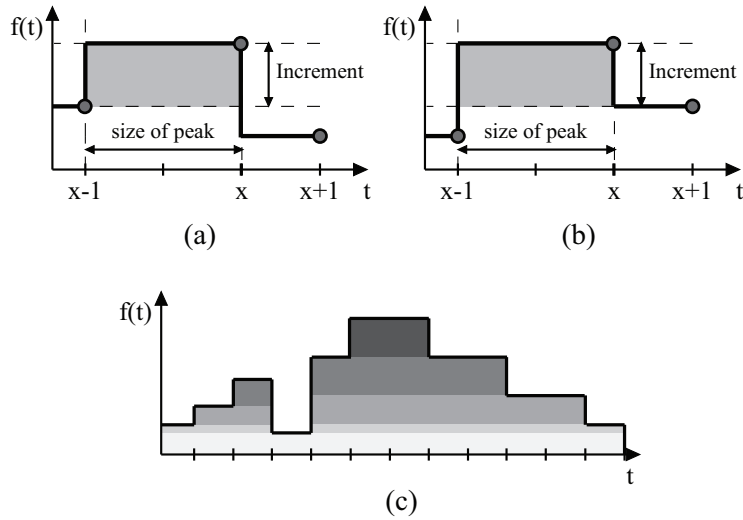 f(t) f(t)
Increment Increment
size of peak size of peak
x-1 x x+1 t x-1 x x+1 t
(a) (b)
f(t)
t
(c)